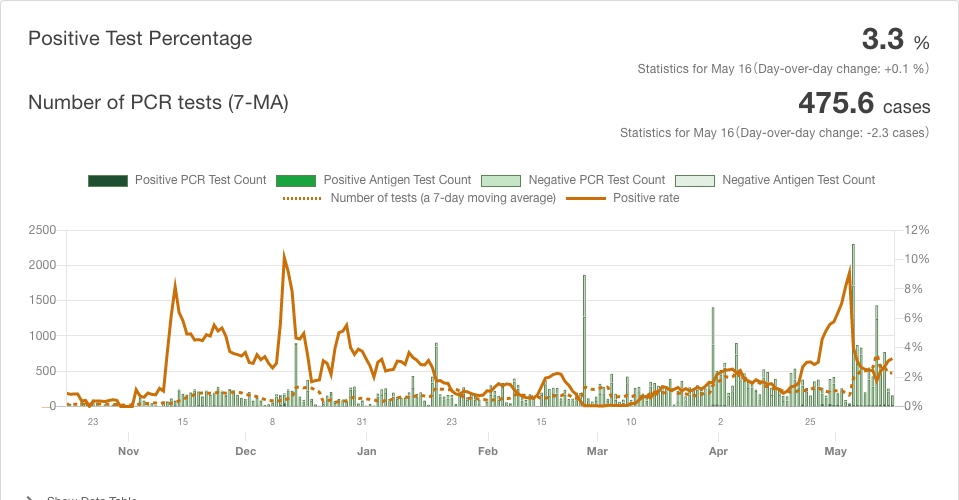 Positive Test Percentage
3.3 %
Statistics for May 16（Day-over-day change: +0.1 %）
Number of PCR tests (7-MA)
475.6 cases
Statistics for May 16（Day-over-day change: -2.3 cases）
Positive PCR Test Count Positive Antigen Test Count Negative PCR Test Count Negative Antigen Test Count
Number of tests (a 7-day moving average) Positive rate
2500 12%
2000 10%
8%
1500
6%
1000
4%
500 2%
0 0%
23 15 8 31 23 15 10 2 25
Nov Dec Jan Feb Mar Apr May
Show Data Table